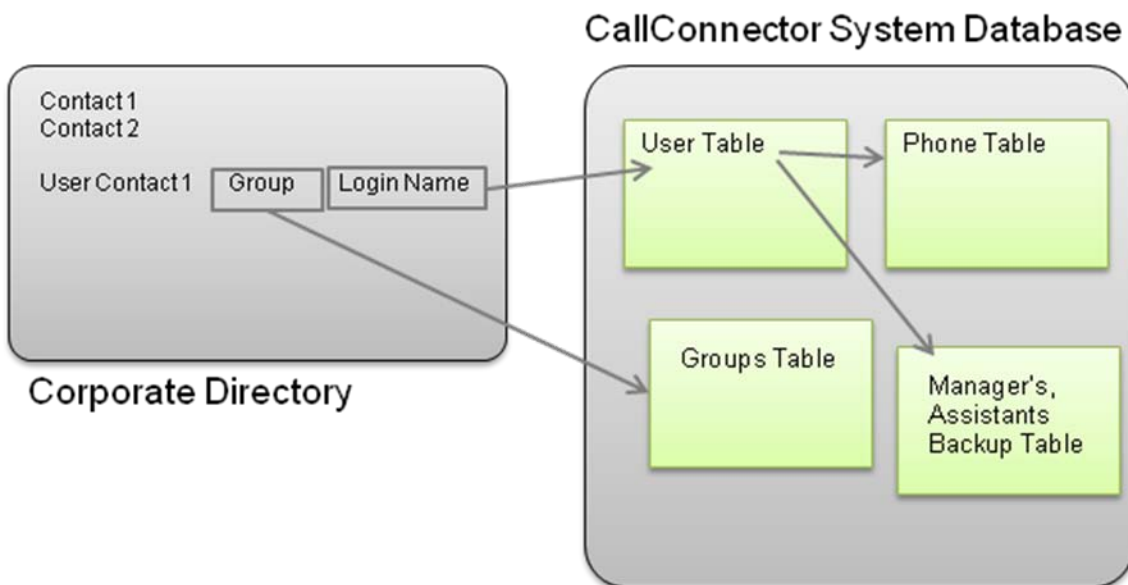 CallConnector System Database
Contact 1
Contact 2
User Contact 1 Group Login Name
Corporate Directory
User Table
Phone Table
Groups Table
Manager's,
Assistants
Backup Table